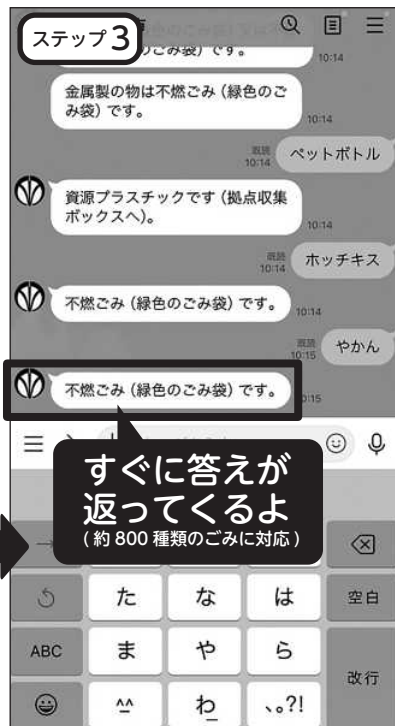 ステップ3
のごみ袋)です。
10:14
金属製の物は不燃ごみ(緑色のご
み袋)です。
10:14
既読
10:14
ペットボトル
資源プラスチックです(拠点収集
ボックスへ)。
10:14
既読
10:14
ホッチキス
不燃ごみ(緑色のごみ袋)です。
10:14
既読
10:15
やかん
不燃ごみ(緑色のごみ袋)です。
10:15
すぐに答えが
返ってくるよ
(約800種類のごみに対応)
た
な
は
空白
ABC
ま
や
ら
改行
^^
わ
、。?!